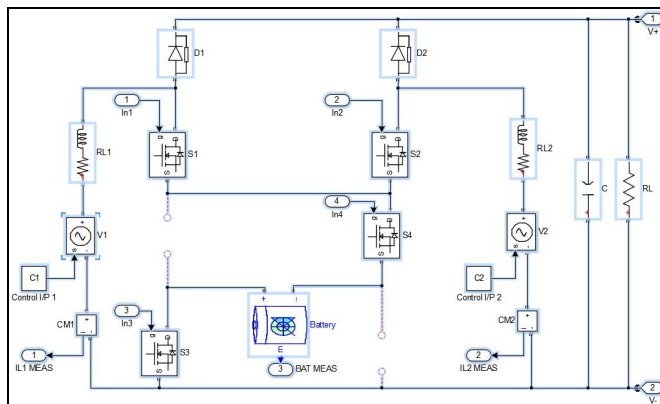 1
V+
D1
D2
1
In1
2
In2
RL1
g
D
S
S1
g
D
S
S2
RL2
C
RL
4
In4
g
D
S
S4
V1
S
V2
S
C1
Control I/P 1
C2
Control I/P 2
3
In3
Battery
m
CM1
CM2
g
D
S
S3
1
IL1 MEAS
3
BAT MEAS
2
IL2 MEAS
2
V-